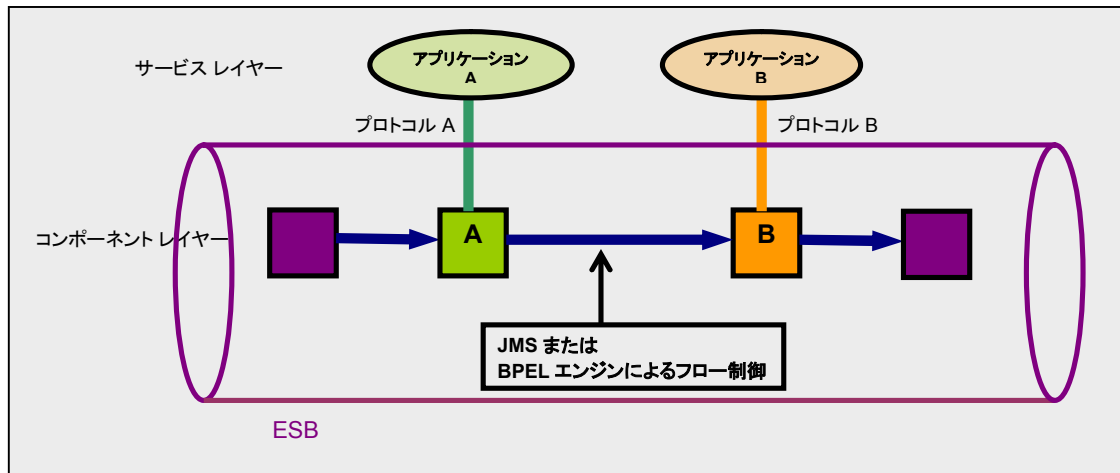 アプリケーション
A
アプリケーション
B
サービス レイヤー
プロトコル A
プロトコル B
コンポーネント レイヤー
A
B
JMS または
BPEL エンジンによるフロー制御
ESB